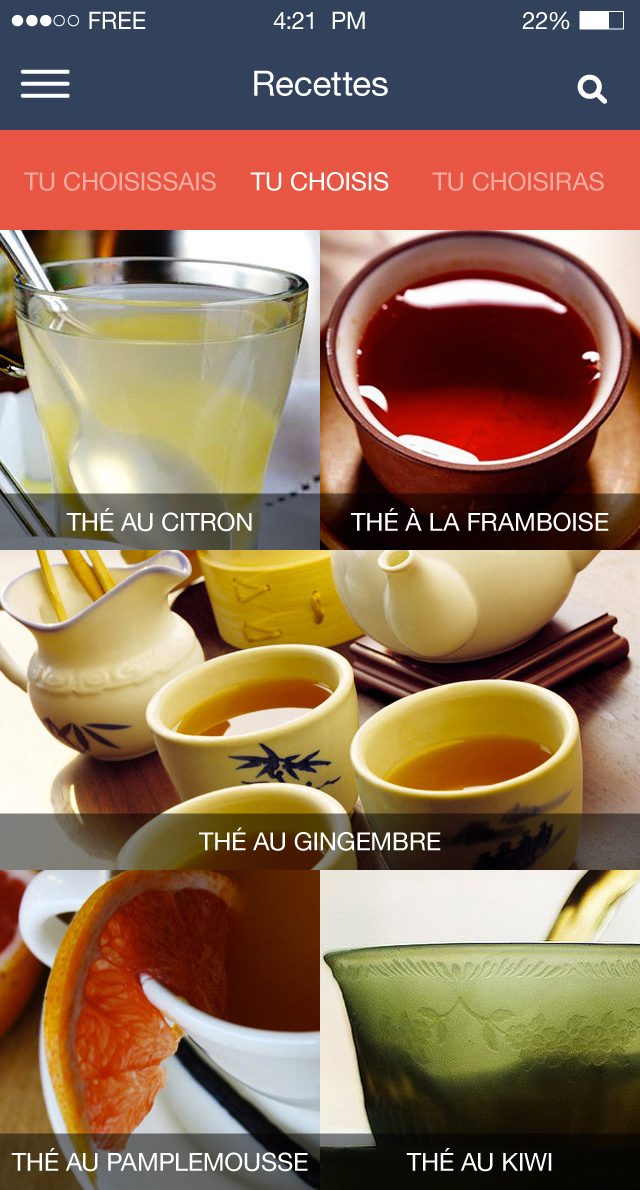 FREE 4:21 PM 22%
Recettes
TU CHOISISSAIS TU CHOISIS TU CHOISIRAS
THÉ AU CITRON THÉ À LA FRAMBOISE
THÉ AU GINGEMBRE
THÉ AU PAMPLEMOUSSE THÉ AU KIWI